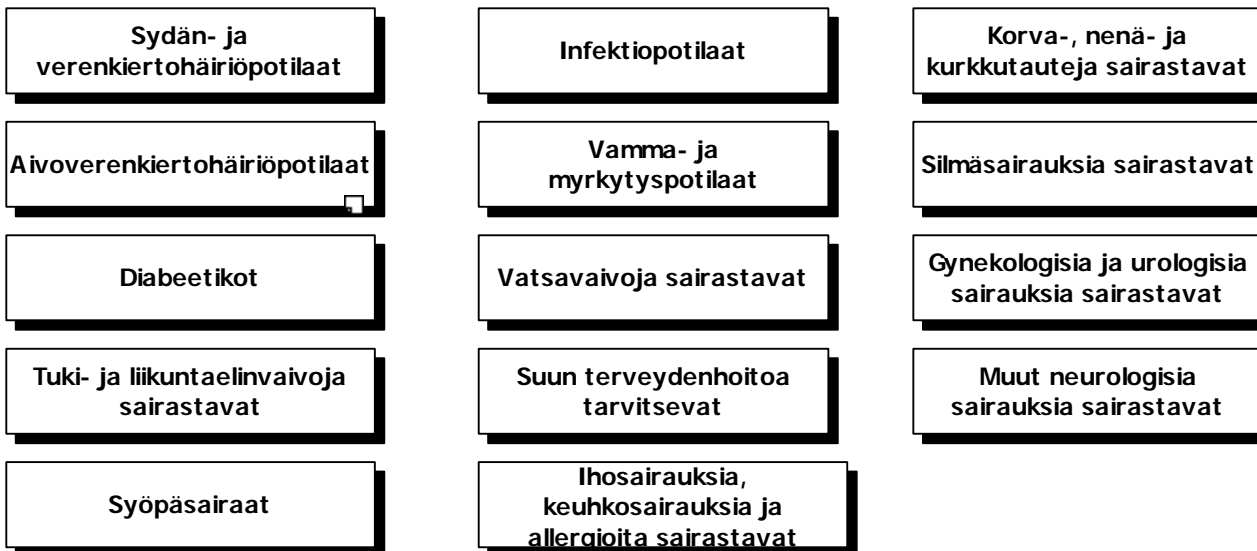 Sydän- ja
verenkiertohäiriöpotilaat
Aivoverenkiertohäiriöpotilaat
Diabeetikot
Tuki- ja liikuntaelinvaivoja
sairastavat
Syöpäsairaat
Infektiopotilaat
Vamma- ja
myrkytyspotilaat
Vatsavaivoja sairastavat
Suun terveydenhoitoa
tarvitsevat
Ihosairauksia,
keuhkosairauksia ja
allergioita sairastavat
Korva-, nenä- ja
kurkkutauteja sairastavat
Silmäsairauksia sairastavat
Gynekologisia ja urologisia
sairauksia sairastavat
Muut neurologisia
sairauksia sairastavat